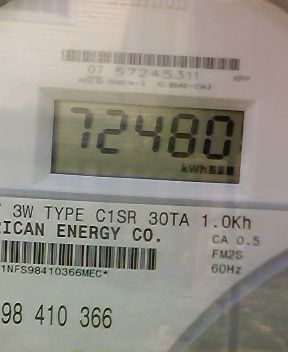 07 57245311
72480
kWh
3W TYPE C1SR 30TA 1.0Kh
RICAN ENERGY CO.
CA 0.5
FM2S
1NFS98410366MEC*
60Hz
98 410 366